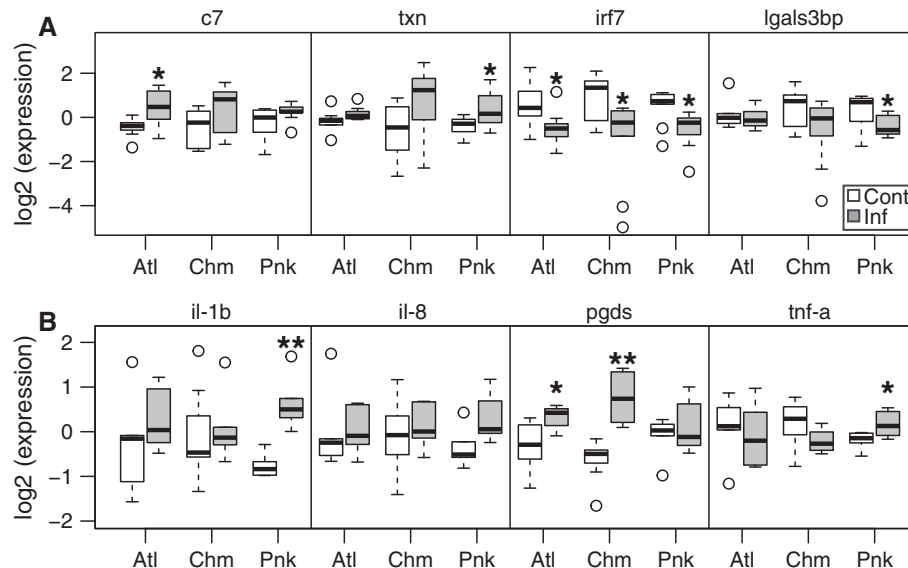 A
c7 txn irf7 lgals3bp
log2 (expression)
2
0
−2
−4
* * * * * *
Cont
Inf
Atl Chm Pnk Atl Chm Pnk Atl Chm Pnk Atl Chm Pnk
B
il-1b il-8 pgds tnf-a
log2 (expression)
2
1
0
−1
−2
** * ** *
Atl Chm Pnk Atl Chm Pnk Atl Chm Pnk Atl Chm Pnk